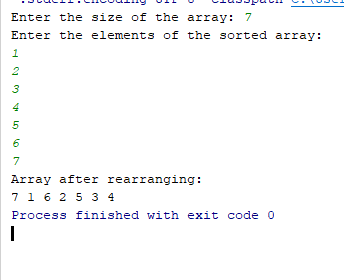 Enter the size of the array: 7
Enter the elements of the sorted array:
1
2
3
4
5
6
7
Array after rearranging:
7 1 6 2 5 3 4
Process finished with exit code 0